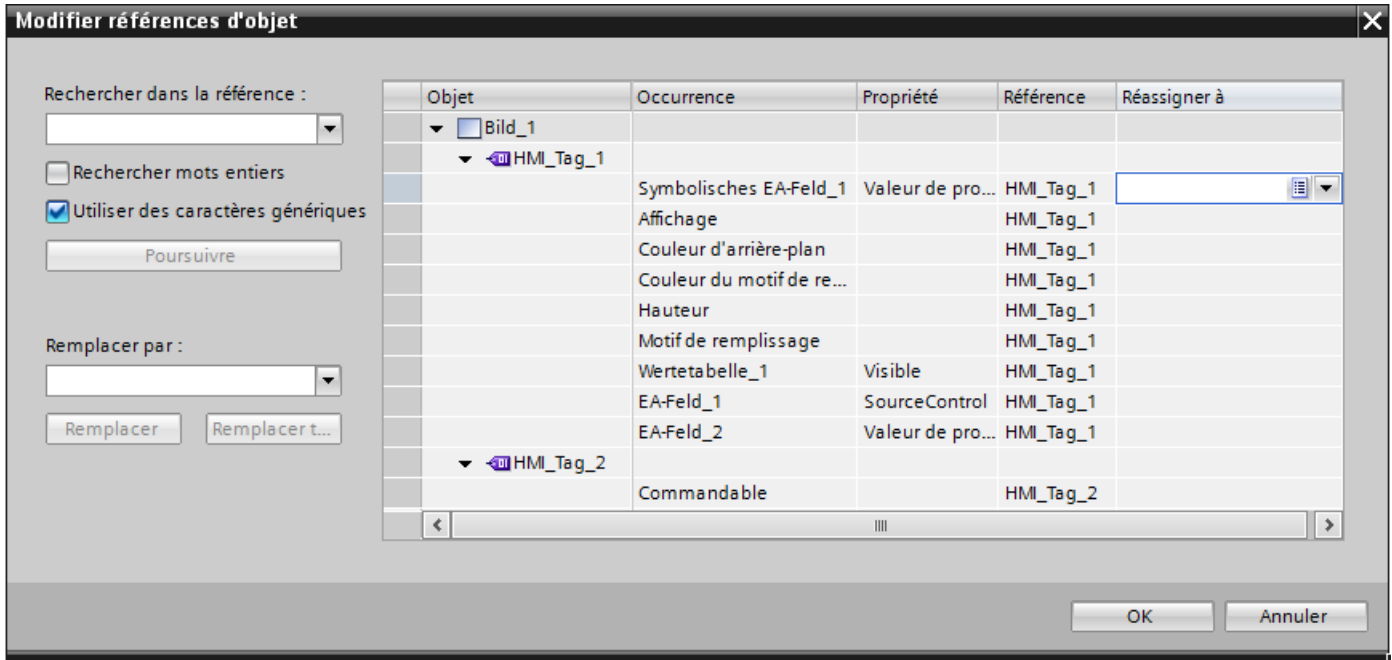 Modifier références d'objet
Rechercher dans la référence :
Rechercher mots entiers
Utiliser des caractères génériques
Poursuivre
Remplacer par :
Remplacer Remplacer t...
Objet Occurrence Propriété Référence Réassigner à
Bild_1
HMI_Tag_1
Symbolisches EA-Feld_1 Valeur de pro... HMI_Tag_1
Affichage HMI_Tag_1
Couleur d'arrière-plan HMI_Tag_1
Couleur du motif de re... HMI_Tag_1
Hauteur HMI_Tag_1
Motif de remplissage HMI_Tag_1
Wertetabelle_1 Visible HMI_Tag_1
EA-Feld_1 SourceControl HMI_Tag_1
EA-Feld_2 Valeur de pro... HMI_Tag_1
HMI_Tag_2
Commandable HMI_Tag_2
OK Annuler